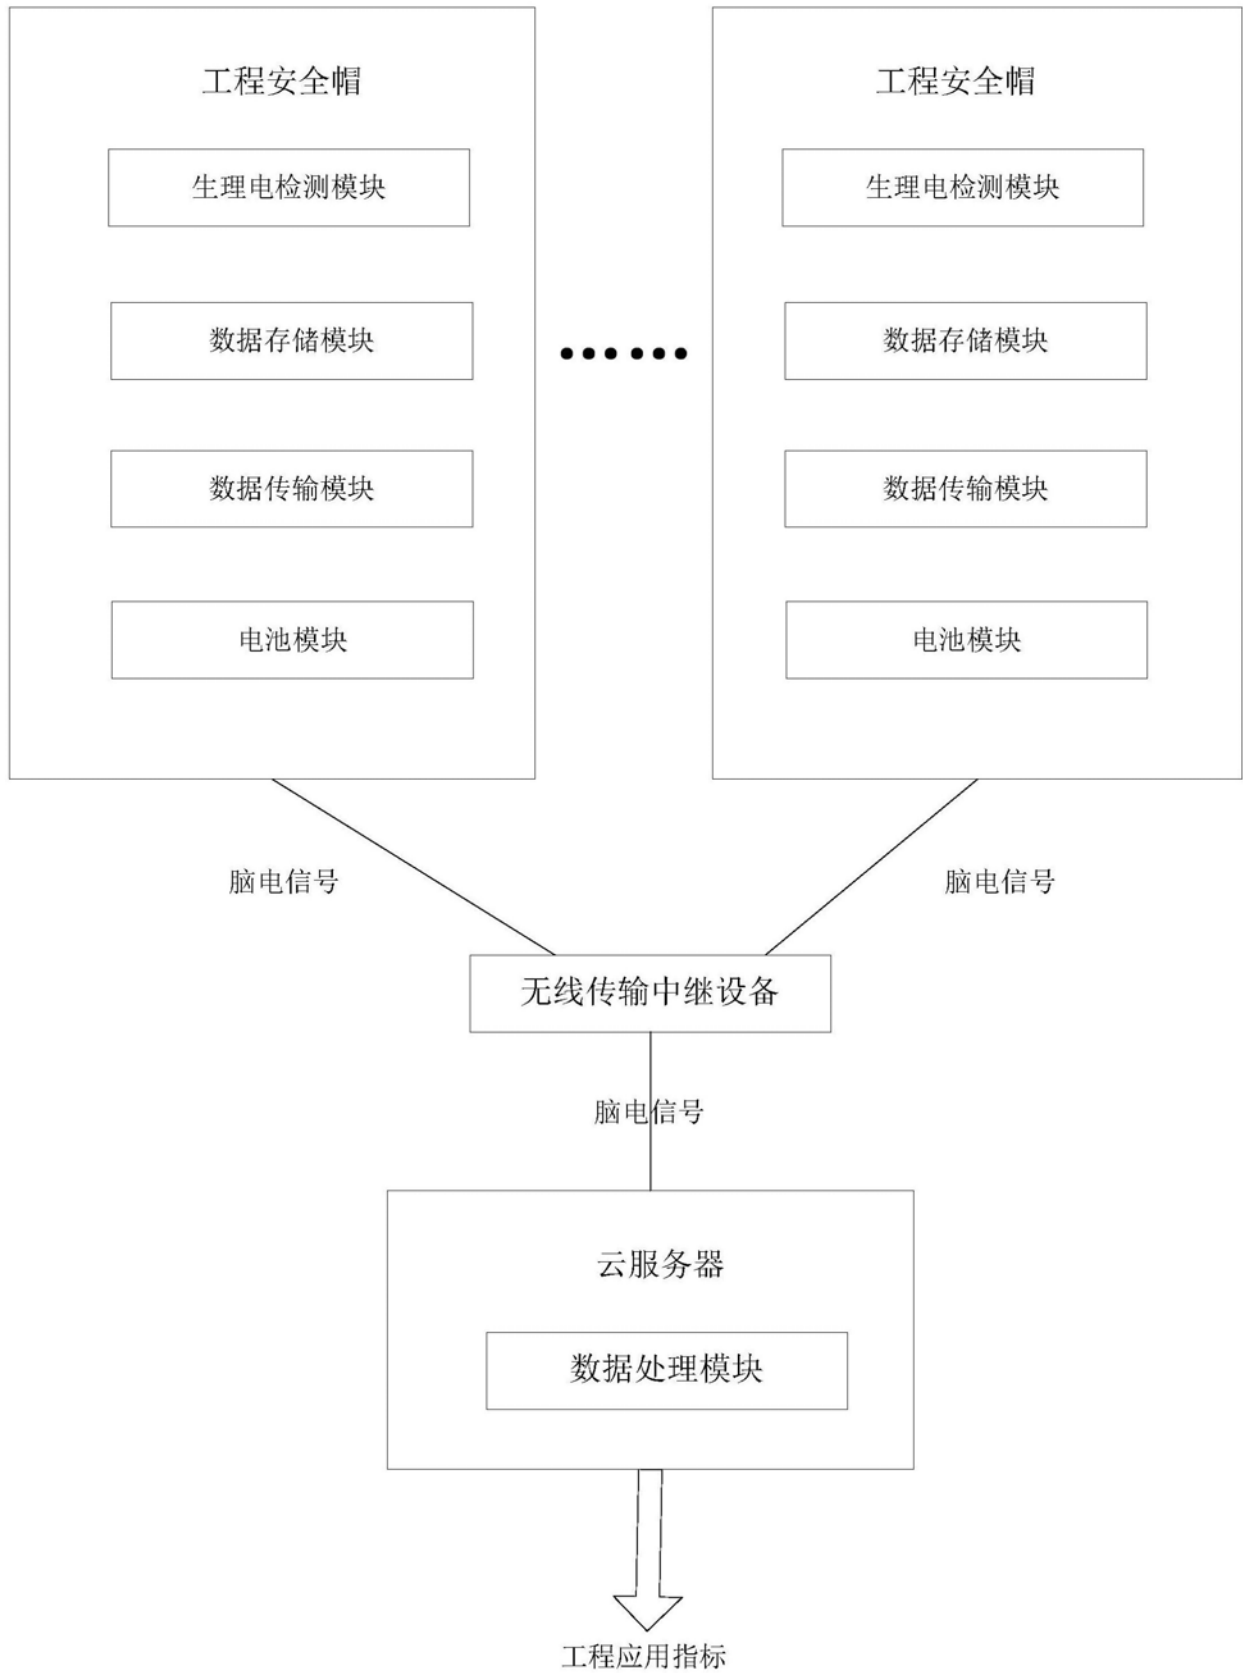 工程安全帽
生理电检测模块
数据存储模块
数据传输模块
电池模块
工程安全帽
生理电检测模块
数据存储模块
数据传输模块
电池模块
脑电信号
脑电信号
无线传输中继设备
脑电信号
云服务器
数据处理模块
工程应用指标